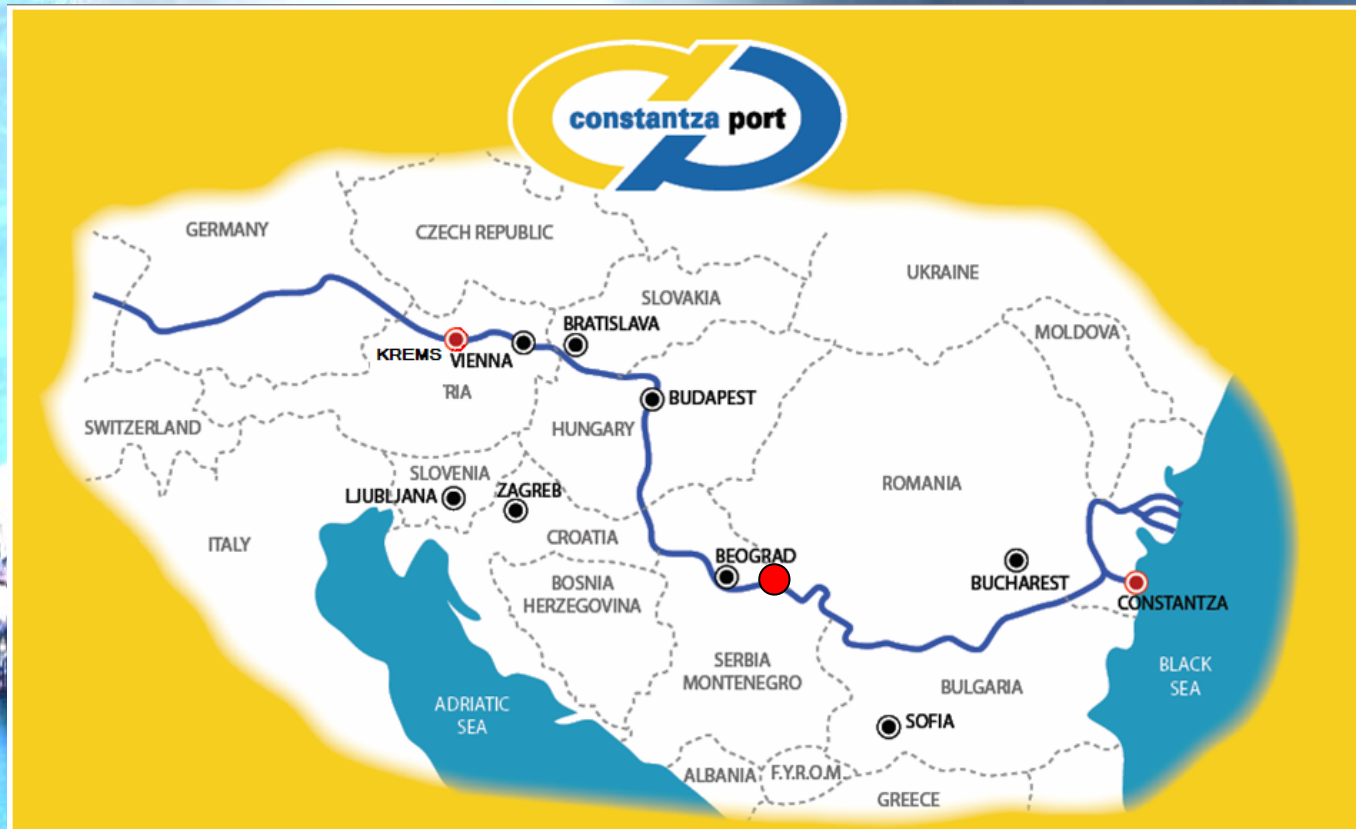 constantza port
GERMANY
CZECH REPUBLIC
UKRAINE
SLOVAKIA
BRATISLAVA
MOLDOVA
KREMS
VIENNA
TRIA
BUDAPEST
SWITZERLAND
HUNGARY
SLOVENIA
LJUBLJANA
ZAGREB
ROMANIA
ITALY
CROATIA
BEOGRAD
BOSNIA
HERZEGOVINA
BUCHAREST
CONSTANTZA
SERBIA
MONTENEGRO
BLACK
SEA
BULGARIA
ADRIATIC
SEA
SOFIA
ALBANIA
F.Y.R.O.M.
GREECE